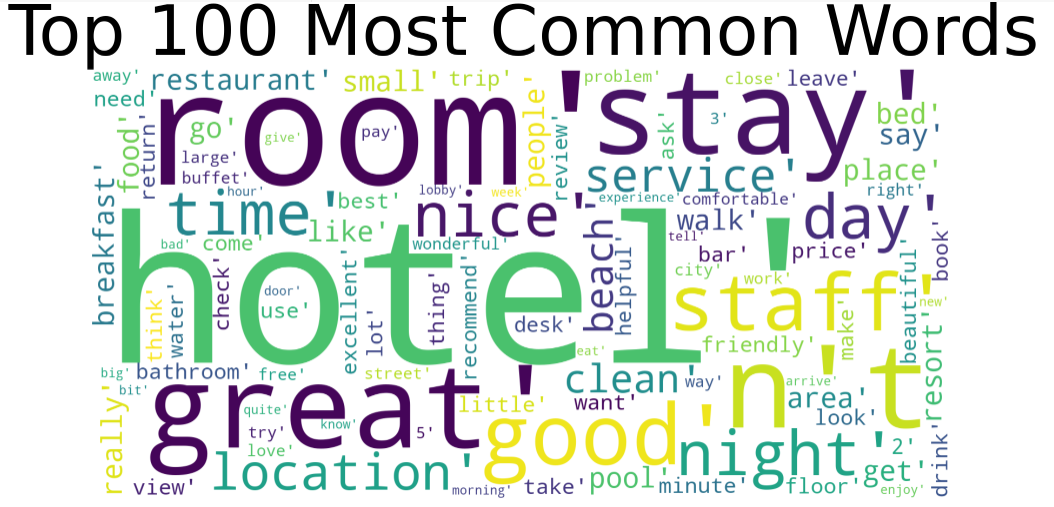 Top 100 Most Common Words
away'
restaurant'
small'
trip'
problem'
close'
leave'
need'
room'
stay'
people'
bed'
say'
go'
give'
pay'
3'
food'
return'
large'
buffet'
review'
ask'
service'
place'
hour'
lobby'
week'
experience'
comfortable'
right'
breakfast'
time'
best'
nice'
walk'
day'
like'
beach'
tell'
bad'
come'
wonderful'
helpful'
bar'
price'
book'
hotel'
check'
door'
use'
excellent'
lot'
thing'
recommend'
city'
work'
staff'
beautiful'
new'
think'
water'
desk'
eat'
friendly'
make'
resort'
big'
bathroom'
free'
street'
clean'
way'
n't
arrive'
bit'
great'
little'
want'
area'
look'
really'
quite'
try'
know'
5'
love'
good'
night'
2'
drink'
location'
view'
morning'
take'
pool'
minute'
floor'
get'
enjoy'